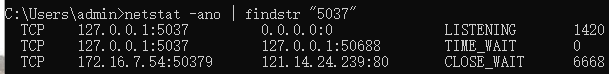 C:\Users\admin>netstat -ano | findstr "5037"
TCP 127.0.0.1:5037 0.0.0.0:0 LISTENING 1420
TCP 127.0.0.1:5037 127.0.0.1:50688 TIME_WAIT 0
TCP 172.16.7.54:50379 121.14.24.239:80 CLOSE_WAIT 6668